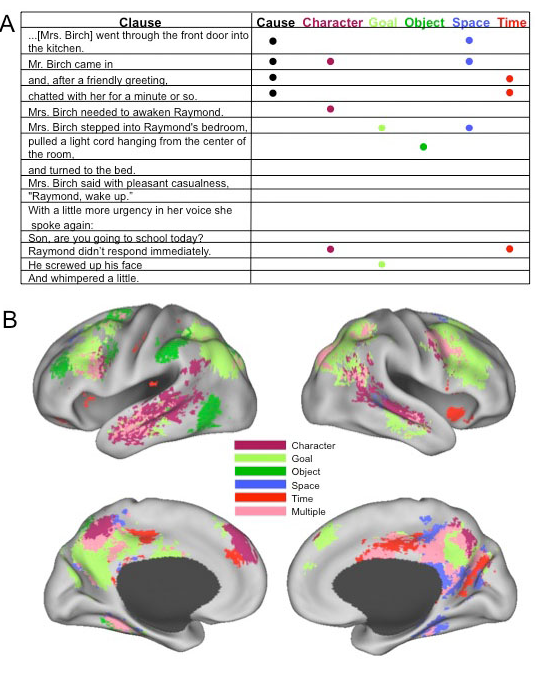 A
Clause Cause Character Goal Object Space Time
...[Mrs. Birch] went through the front door into
the kitchen.
Mr. Birch came in
and, after a friendly greeting,
chatted with her for a minute or so.
Mrs. Birch needed to awaken Raymond.
Mrs. Birch stepped into Raymond's bedroom,
pulled a light cord hanging from the center of
the room,
and turned to the bed.
Mrs. Birch said with pleasant casualness,
"Raymond, wake up."
With a little more urgency in her voice she
spoke again:
Son, are you going to school today?
Raymond didn't respond immediately.
He screwed up his face
And whimpered a little.
B
Character
Goal
Object
Space
Time
Multiple